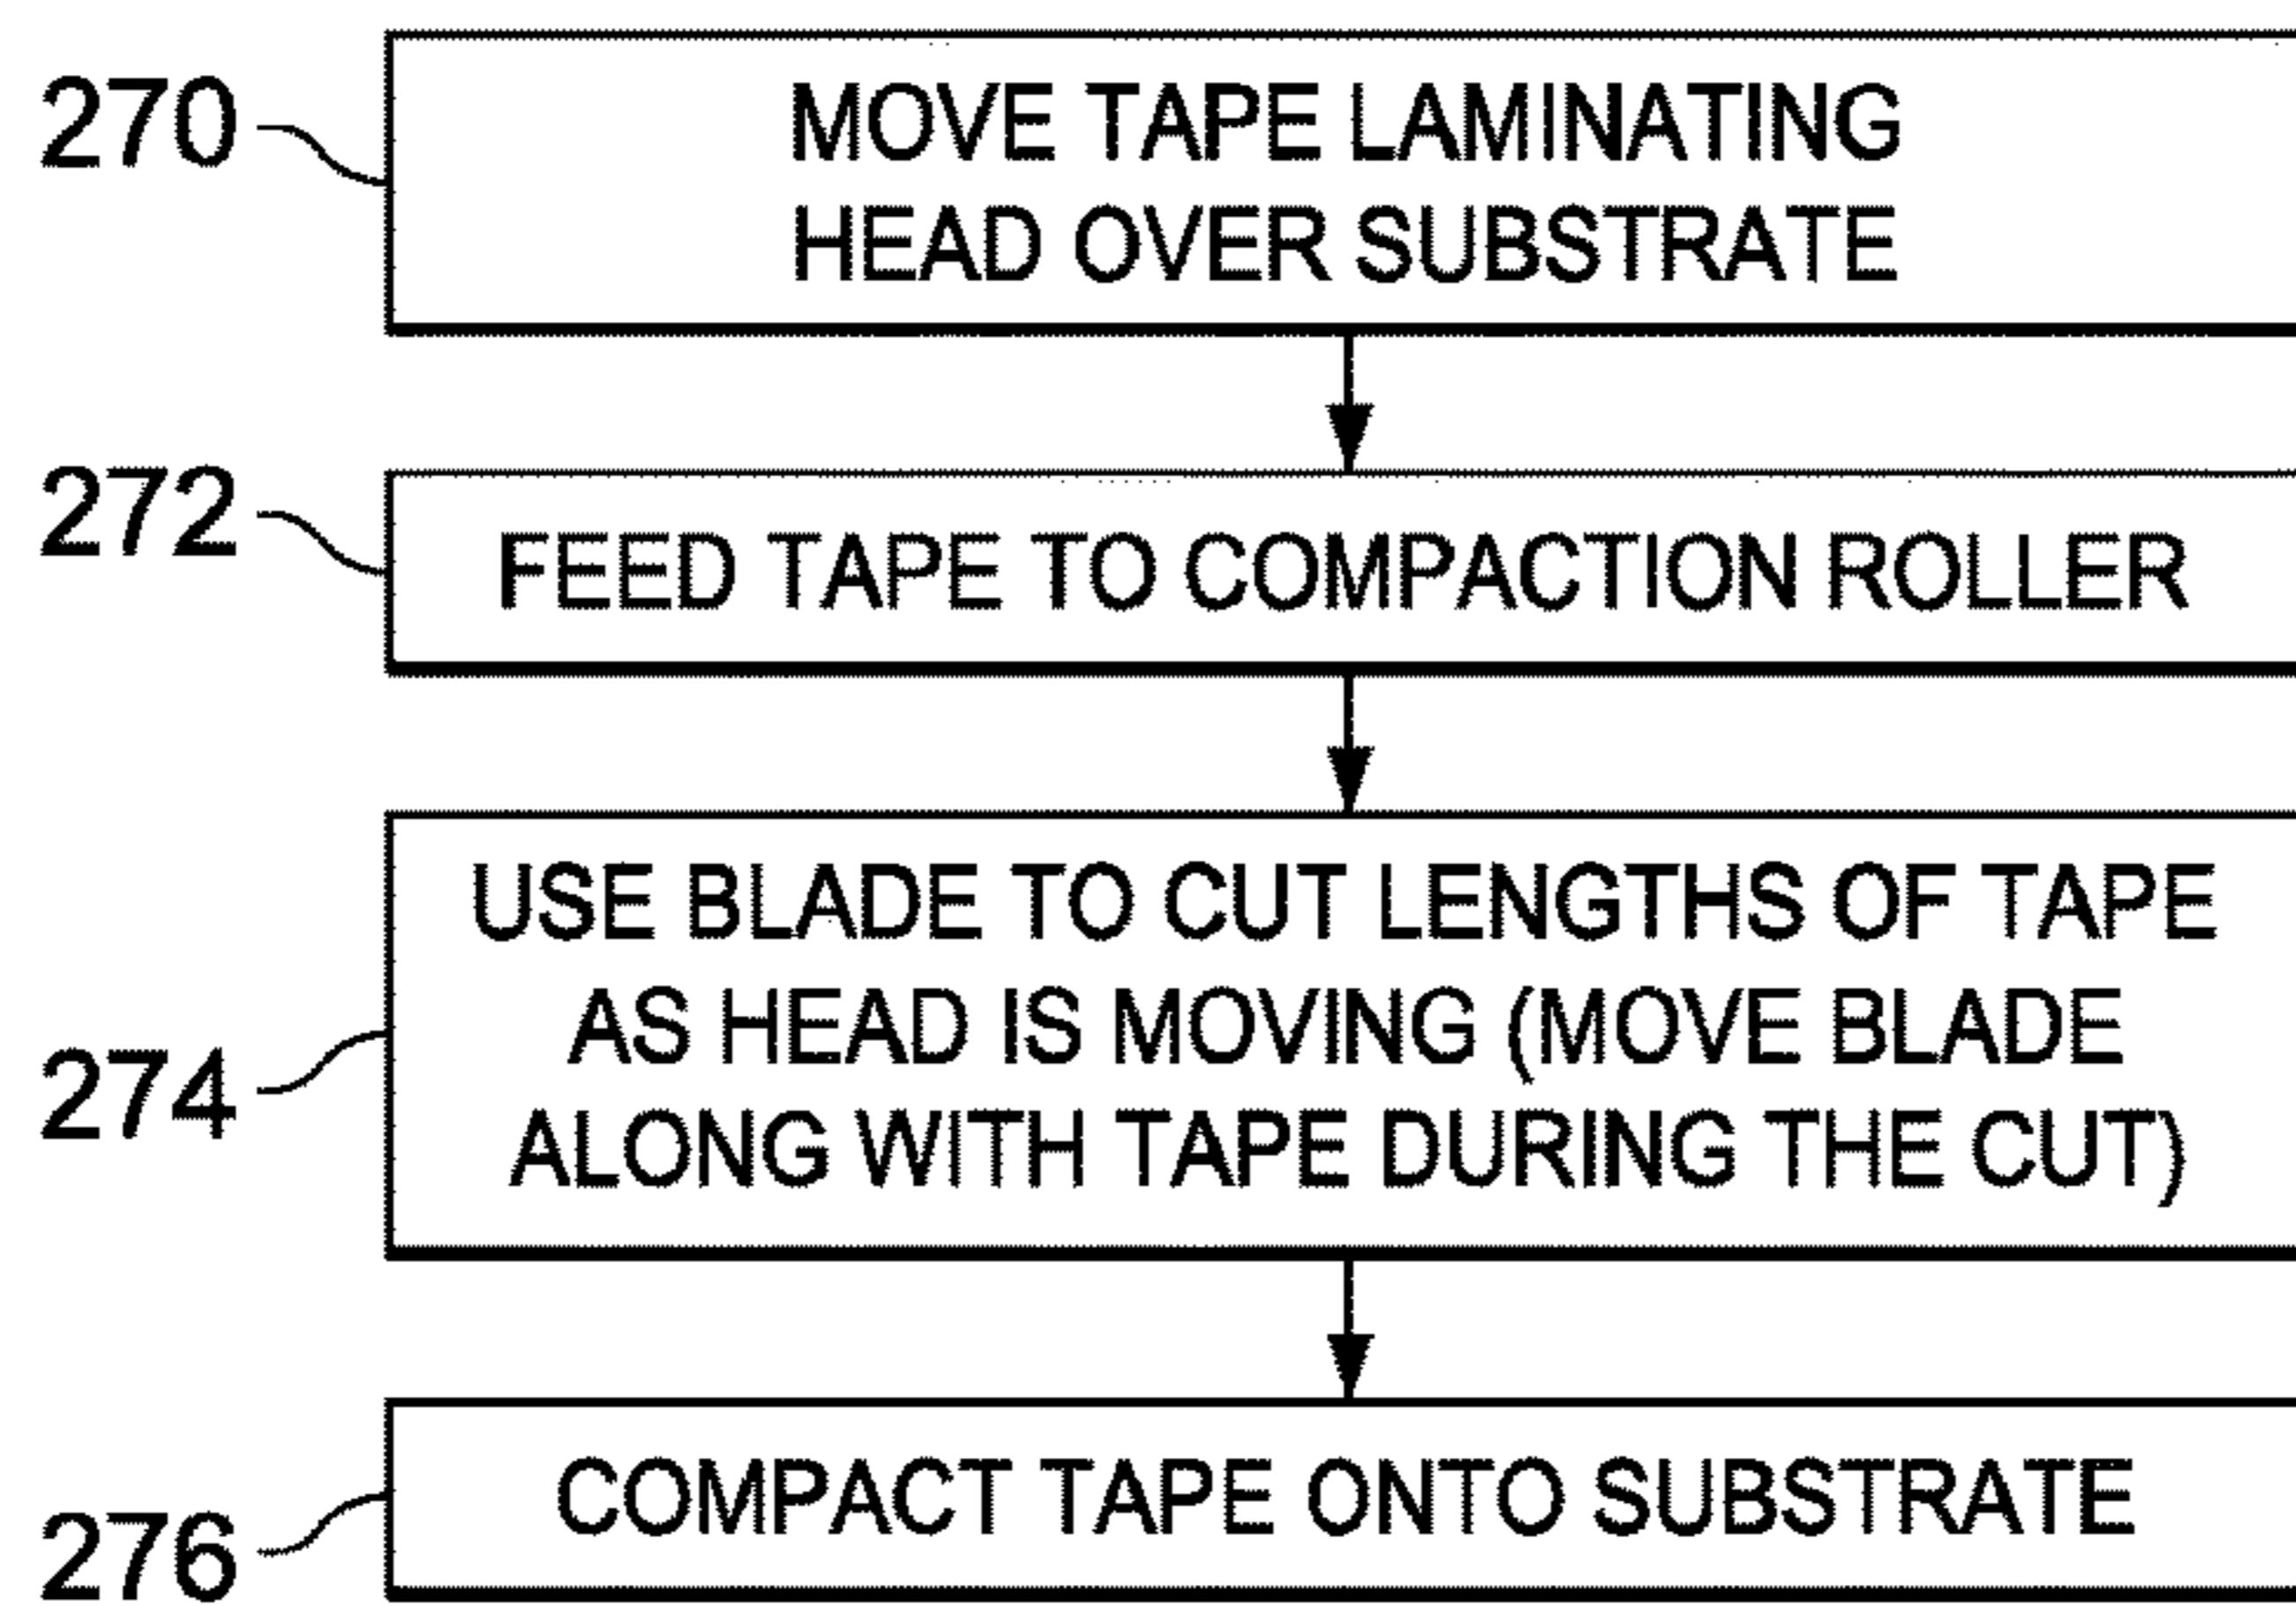 270
MOVE TAPE LAMINATING
HEAD OVER SUBSTRATE
272
FEED TAPE TO COMPACTION ROLLER
274
USE BLADE TO CUT LENGTHS OF TAPE
AS HEAD IS MOVING (MOVE BLADE
ALONG WITH TAPE DURING THE CUT)
276
COMPACT TAPE ONTO SUBSTRATE